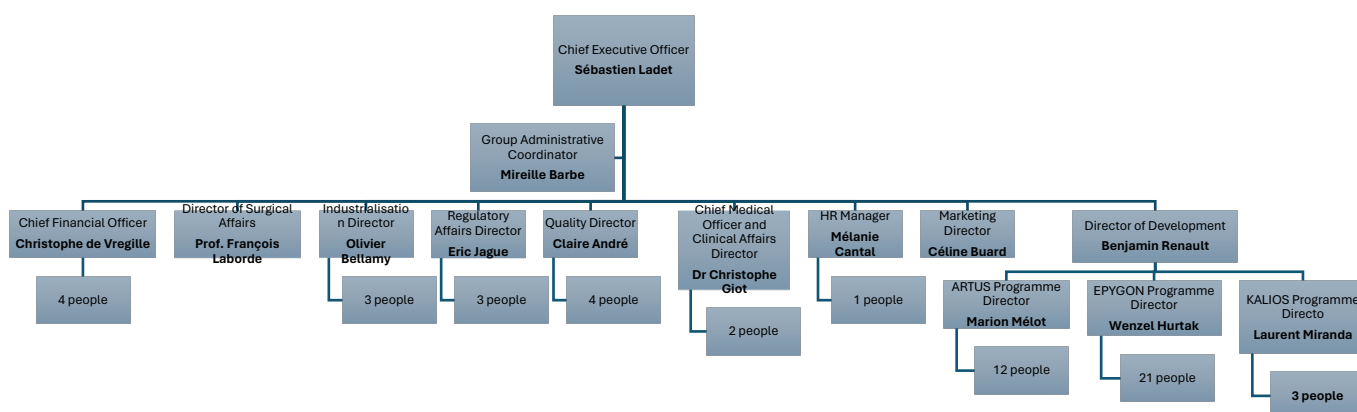 Chief Executive Officer
Sébastien Ladet
Group Administrative
Coordinator
Mireille Barbe
Chief Financial Officer
Christophe de Vregille
4 people
Director of Surgical
Affairs
Prof. François
Laborde
Industrialisatio
n Director
Olivier
Bellamy
3 people
Regulatory
Affairs Director
Eric Jague
3 people
Quality Director
Claire André
4 people
Chief Medical
Officer and
Clinical Affairs
Director
Dr Christophe
Giot
2 people
HR Manager
Mélanie
Cantal
1 people
Marketing
Director
Céline Buard
Director of Development
Benjamin Renault
ARTUS Programme
Director
Marion Mélot
12 people
EPYGON Programme
Director
Wenzel Hurtak
21 people
KALIOS Programme
Directo
Laurent Miranda
3 people